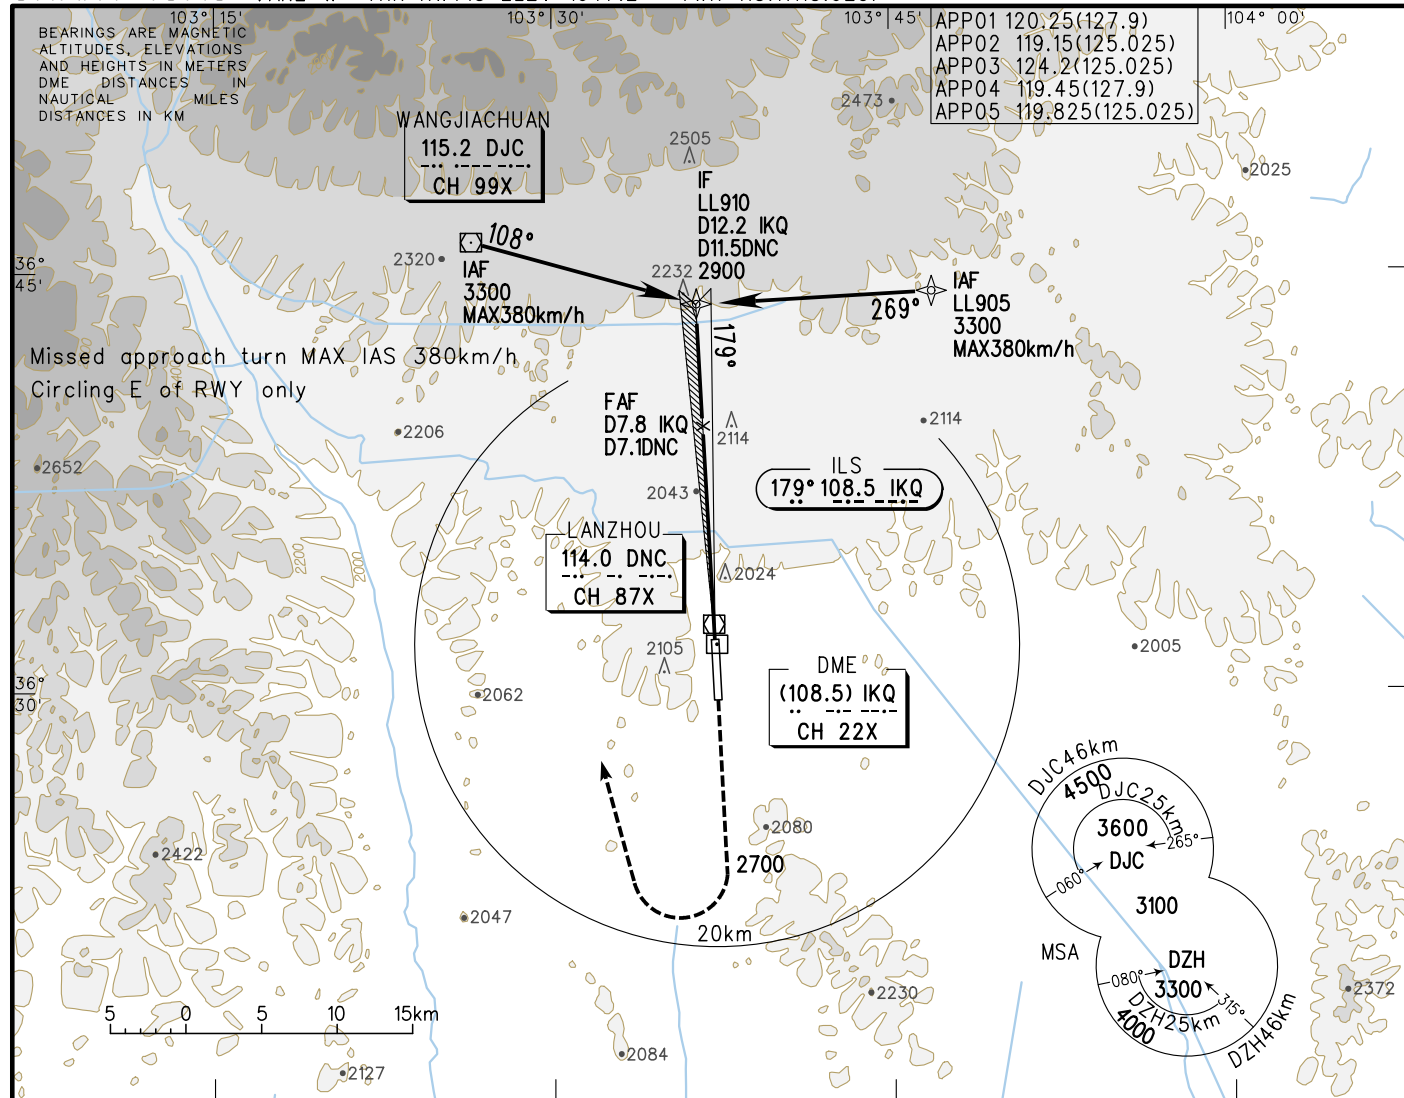 103° 15'
103° 30'
103° 45'
104° 00'
BEARINGS ARE MAGNETIC
ALTITUDES, ELEVATIONS
AND HEIGHTS IN METERS
DME DISTANCES IN
NAUTICAL MILES
DISTANCES IN KM
APP01 120.25(127.9)
APP02 119.15(125.025)
APP03 124.2(125.025)
APP04 119.45(127.9)
APP05 119.825(125.025)
2473
2025
WANGJIACHUAN
115.2 DJC
CH 99X
2505
IF
LL910
D12.2 IKQ
D11.5DNC
2900
108°
2320
2232
36°
45'
IAF
3300
MAX380km/h
269°
IAF
LL905
3300
MAX380km/h
179°
Missed approach turn MAX IAS 380km/h
Circling E of RWY only
FAF
D7.8 IKQ
D7.1DNC
2206
2114
2114
2652
2043
ILS
179° 108.5 IKQ
LANZHOU
114.0 DNC
CH 87X
2200
2000
2024
2105
2005
DME
(108.5) IKQ
CH 22X
36°
30'
2062
2080
2700
2422
2047
20km
DJC46km
4500
DJC25km
3600
265°
DJC
060°
3100
MSA
DZH
080°
3300
315°
DZH25km
4000
DZH46km
2230
2372
5 0 5 10 15km
2084
2127